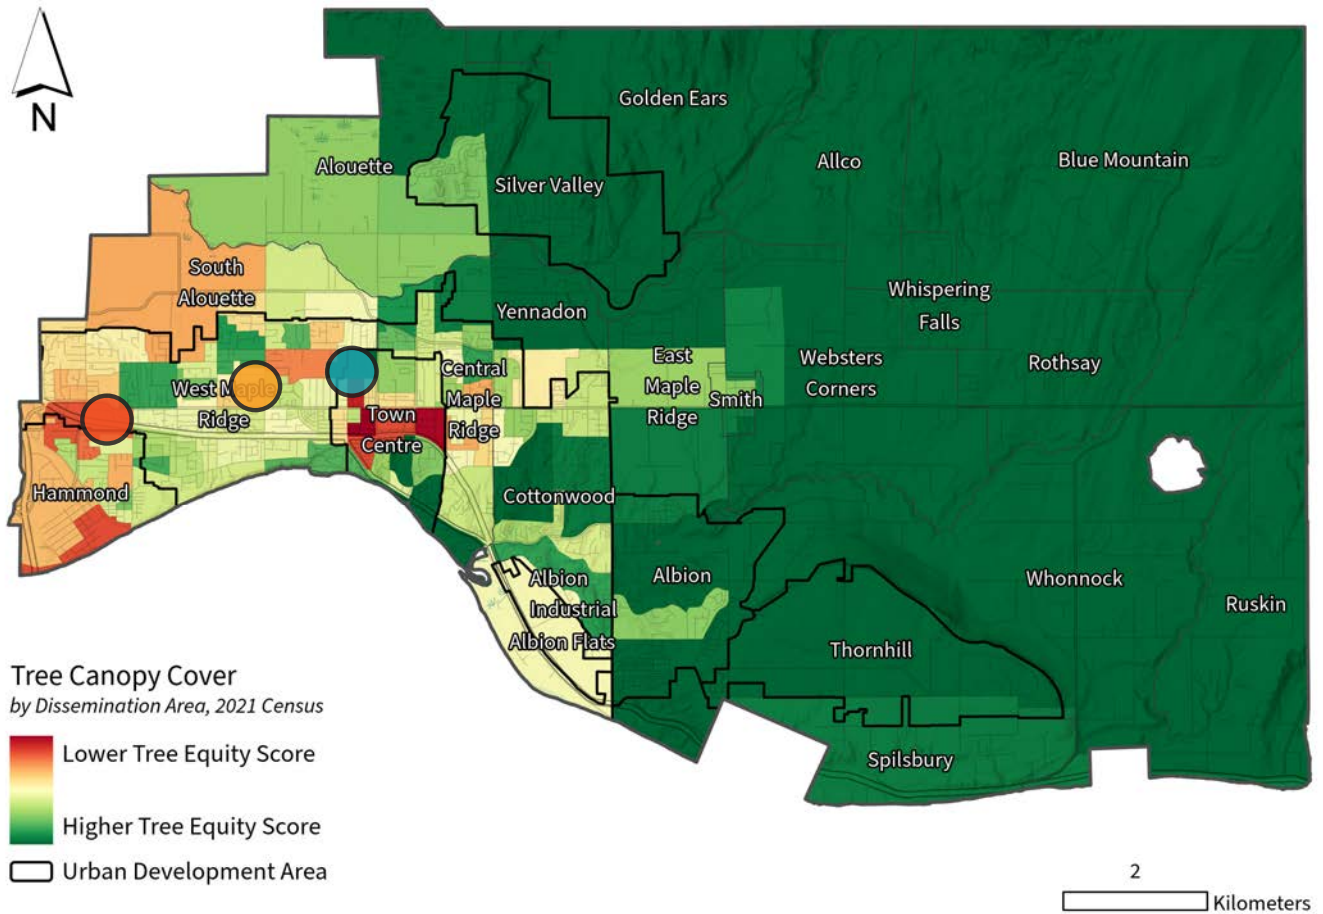 N
Golden Ears
Allco
Blue Mountain
Alouette
Silver Valley
South
Alouette
Yennadon
Whispering
Falls
East
Maple
Ridge
Smith
Websters
Corners
Rothsay
West Maple
Ridge
Central
Maple
Ridge
Town
Centre
Hammond
Cottonwood
Albion
Industrial
Albion Flats
Albion
Whonnock
Ruskin
Thornhill
Spilsbury
Tree Canopy Cover
by Dissemination Area, 2021 Census
Lower Tree Equity Score
Higher Tree Equity Score
Urban Development Area
2
Kilometers